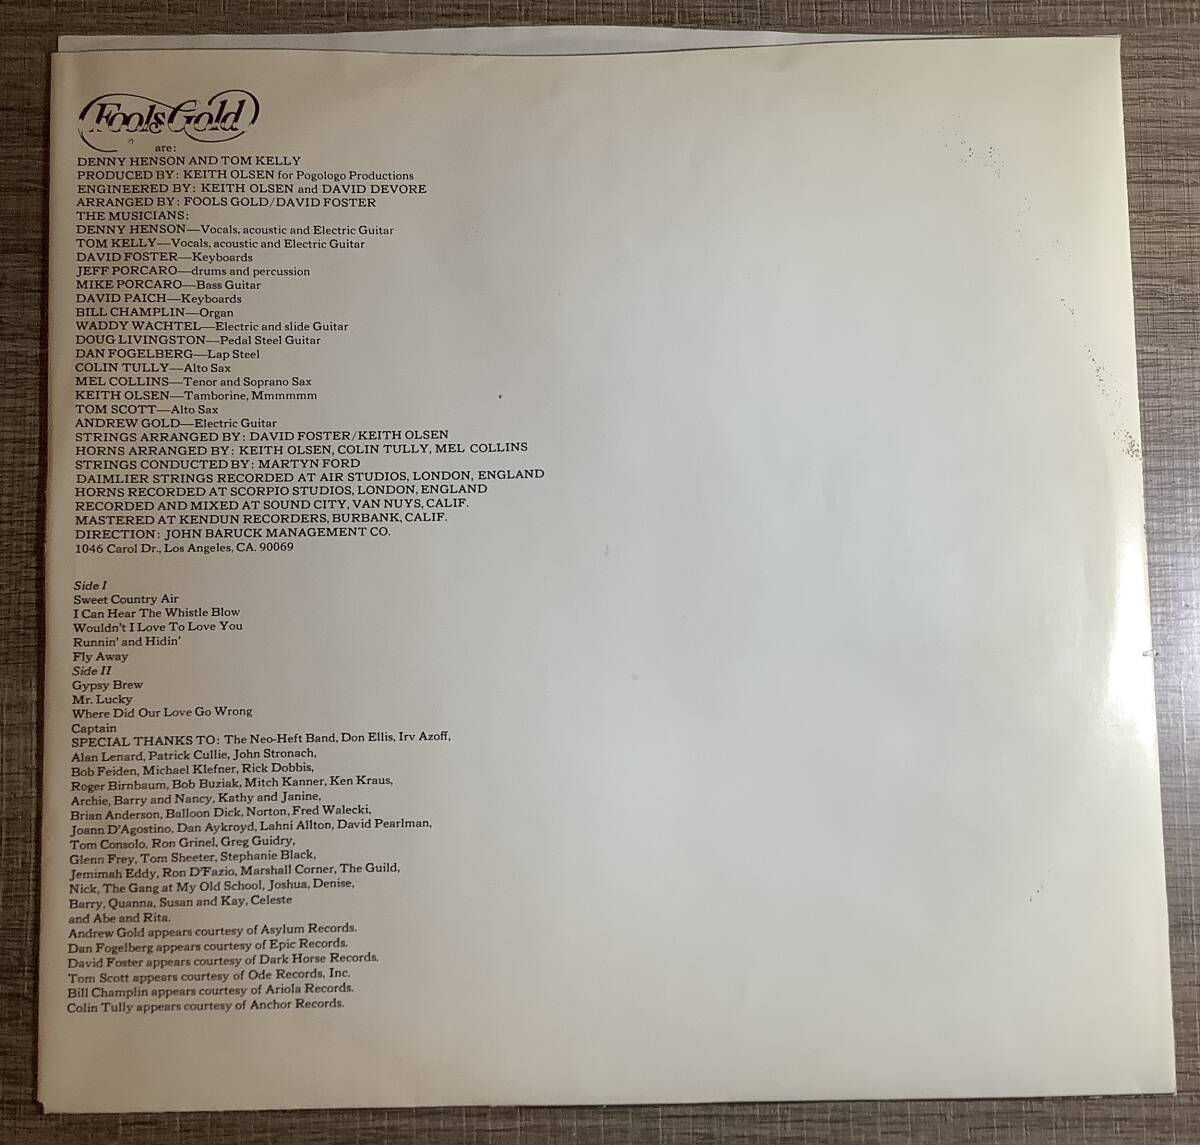 Fools Gold
are:
DENNY HENSON AND TOM KELLY
PRODUCED BY: KEITH OLSEN for Pogologo Productions
ENGINEERED BY: KEITH OLSEN and DAVID DEVORE
ARRANGED BY: FOOLS GOLD/DAVID FOSTER
THE MUSICIANS:
DENNY HENSON—Vocals, acoustic and Electric Guitar
TOM KELLY—Vocals, acoustic and Electric Guitar
DAVID FOSTER—Keyboards
JEFF PORCARO—drums and percussion
MIKE PORCARO—Bass Guitar
DAVID PAICH—Keyboards
BILL CHAMPLIN—Organ
WADDY WACHTEL—Electric and slide Guitar
DOUG LIVINGSTON—Pedal Steel Guitar
DAN FOGELBERG—Lap Steel
COLIN TULLY—Alto Sax
MEL COLLINS—Tenor and Soprano Sax
KEITH OLSEN—Tamborine, Mmmmmm
TOM SCOTT—Alto Sax
ANDREW GOLD—Electric Guitar
STRINGS ARRANGED BY: DAVID FOSTER/KEITH OLSEN
HORNS ARRANGED BY: KEITH OLSEN, COLIN TULLY, MEL COLLINS
STRINGS CONDUCTED BY: MARTYN FORD
DAIMLIER STRINGS RECORDED AT AIR STUDIOS, LONDON, ENGLAND
HORNS RECORDED AT SCORPIO STUDIOS, LONDON, ENGLAND
RECORDED AND MIXED AT SOUND CITY, VAN NUYS, CALIF.
MASTERED AT KENDUN RECORDERS, BURBANK, CALIF.
DIRECTION: JOHN BARUCK MANAGEMENT CO.
1046 Carol Dr., Los Angeles, CA. 90069
Side I
Sweet Country Air
I Can Hear The Whistle Blow
Wouldn't I Love To Love You
Runnin' and Hidin'
Fly Away
Side II
Gypsy Brew
Mr. Lucky
Where Did Our Love Go Wrong
Captain
SPECIAL THANKS TO: The Neo-Heft Band, Don Ellis, Irv Azoff,
Alan Lenard, Patrick Cullie, John Stronach,
Bob Feiden, Michael Klefner, Rick Dobbis,
Roger Birnbaum, Bob Buziak, Mitch Kanner, Ken Kraus,
Archie, Barry and Nancy, Kathy and Janine,
Brian Anderson, Balloon Dick, Norton, Fred Walecki,
Joann D'Agostino, Dan Aykroyd, Lahni Allton, David Pearlman,
Tom Consolo, Ron Grinel, Greg Guidry,
Glenn Frey, Tom Sheeter, Stephanie Black,
Jemimah Eddy, Ron D'Fazio, Marshall Corner, The Guild,
Nick, The Gang at My Old School, Joshua, Denise,
Barry, Quanna, Susan and Kay, Celeste
and Abe and Rita.
Andrew Gold appears courtesy of Asylum Records.
Dan Fogelberg appears courtesy of Epic Records.
David Foster appears courtesy of Dark Horse Records.
Tom Scott appears courtesy of Ode Records, Inc.
Bill Champlin appears courtesy of Ariola Records.
Colin Tully appears courtesy of Anchor Records.